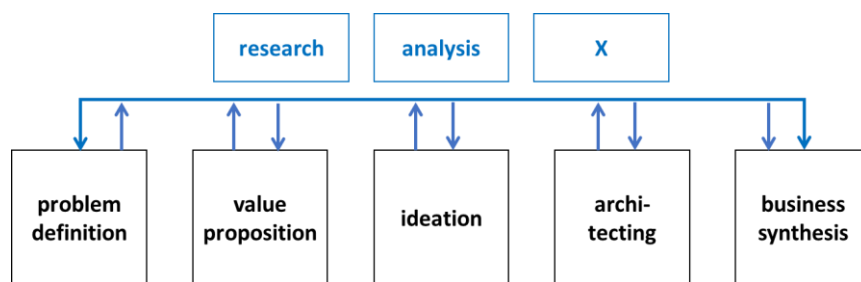 research
analysis
X
problem
definition
value
proposition
ideation
archi-
tecting
business
synthesis